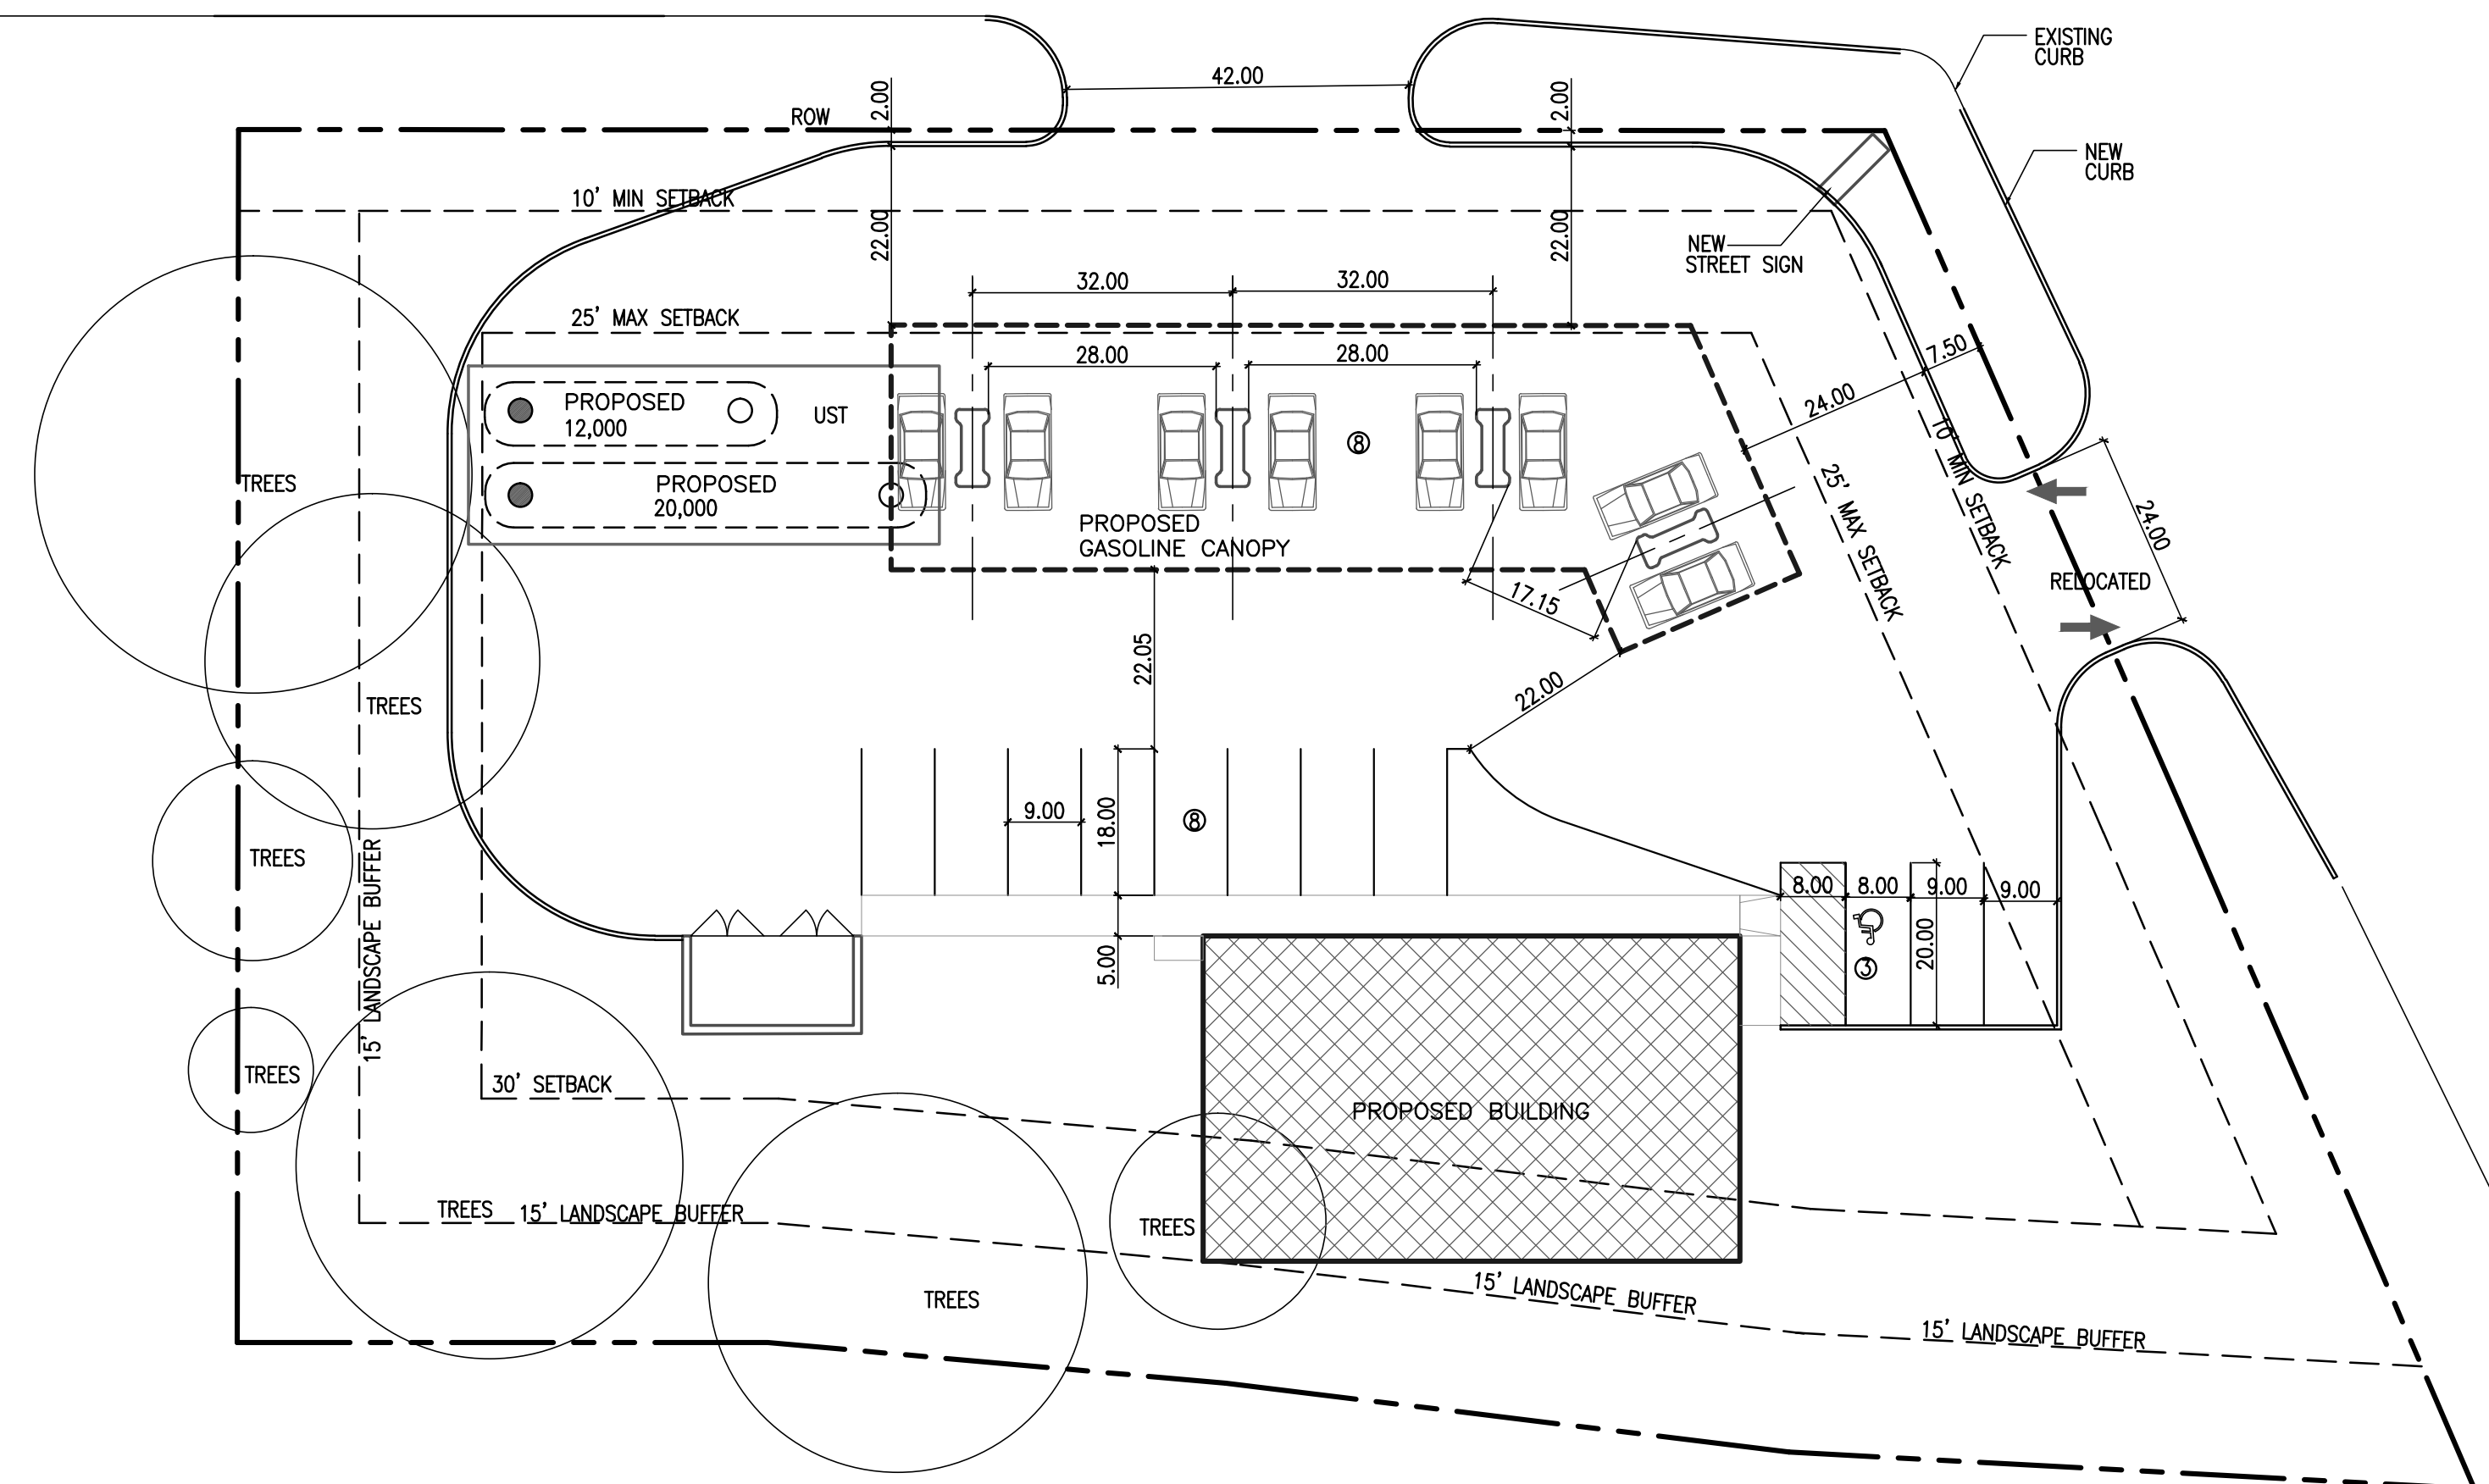 EXISTING
CURB
42.00
2.00
2.00
ROW
NEW
CURB
10' MIN SETBACK
22.00
22.00
NEW
STREET SIGN
32.00
32.00
25' MAX SETBACK
28.00
28.00
7.50
24.00
PROPOSED
12,000
UST
8
10' MIN SETBACK
TREES
PROPOSED
20,000
25' MAX SETBACK
24.00
PROPOSED
GASOLINE CANOPY
RELOCATED
17.15
22.05
22.00
TREES
9.00
18.00
8
TREES
15' LANDSCAPE BUFFER
8.00
8.00
9.00
9.00
20.00
3
5.00
TREES
30' SETBACK
PROPOSED BUILDING
TREES
15' LANDSCAPE BUFFER
TREES
TREES
15' LANDSCAPE BUFFER
15' LANDSCAPE BUFFER